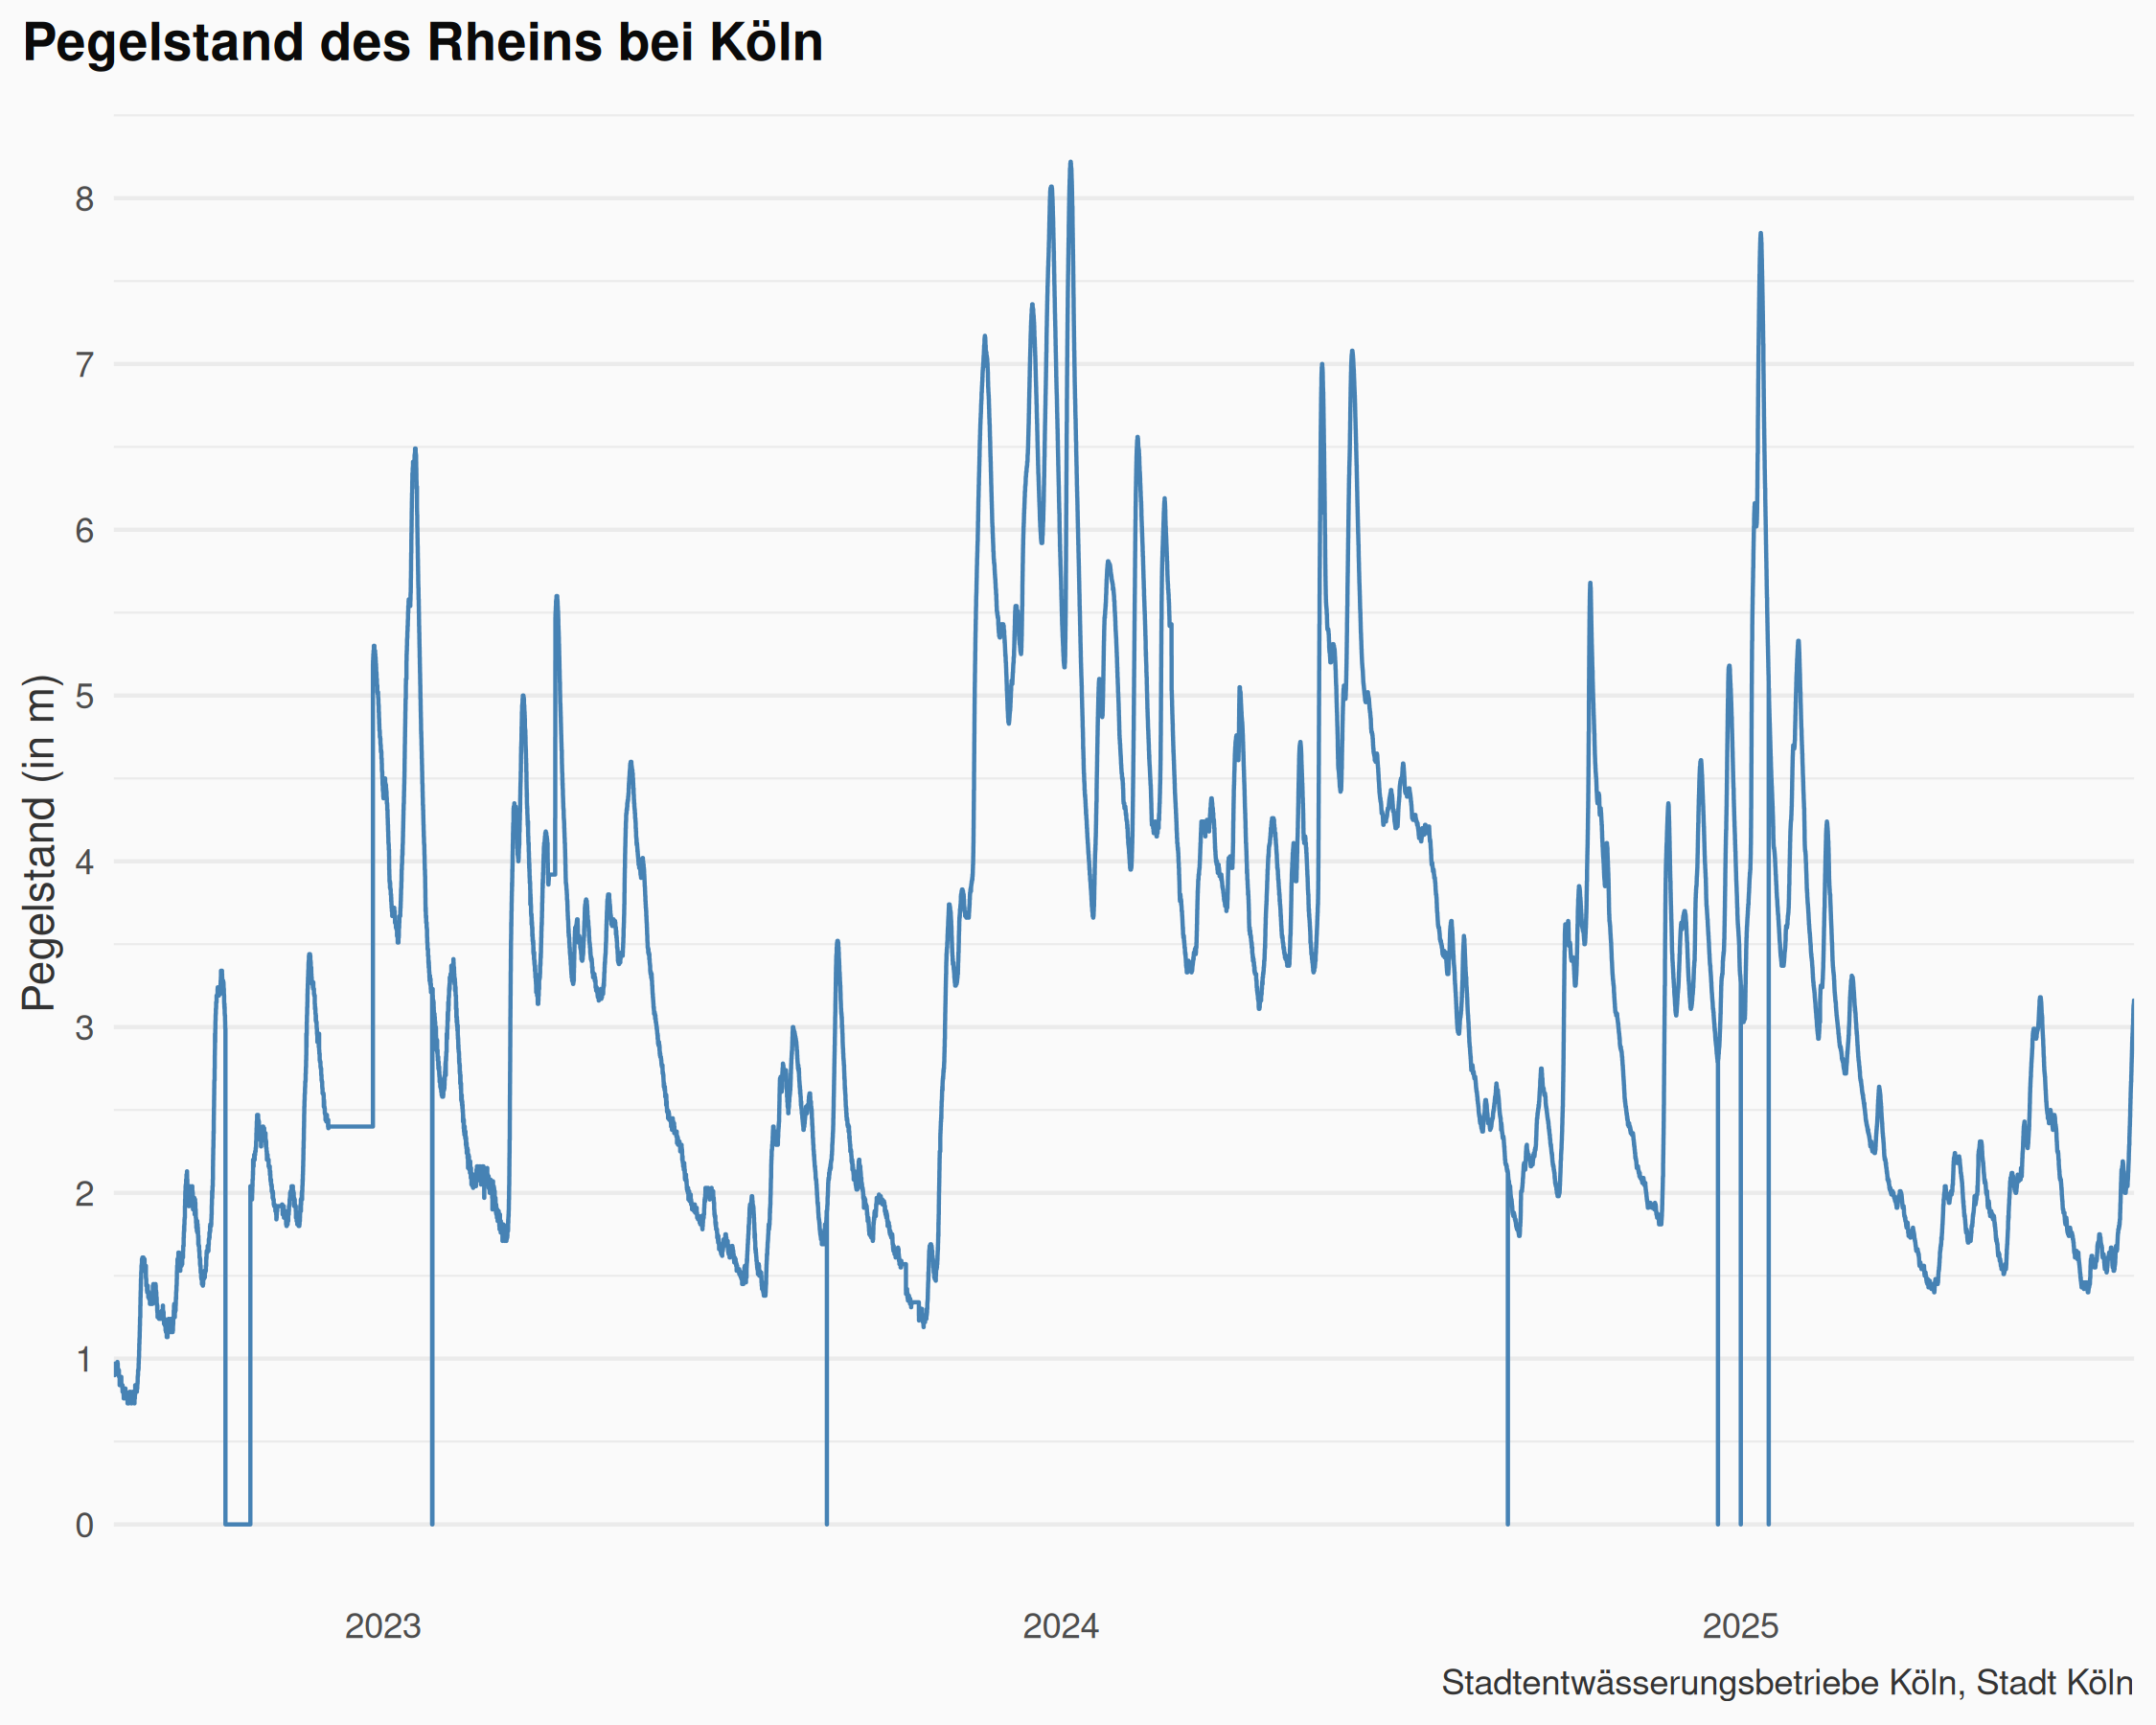 Pegelstand des Rheins bei Köln
Pegelstand (in m)
8
7
6
5
4
3
2
1
0
2023 2024 2025
Stadtentwässerungsbetriebe Köln, Stadt Köln